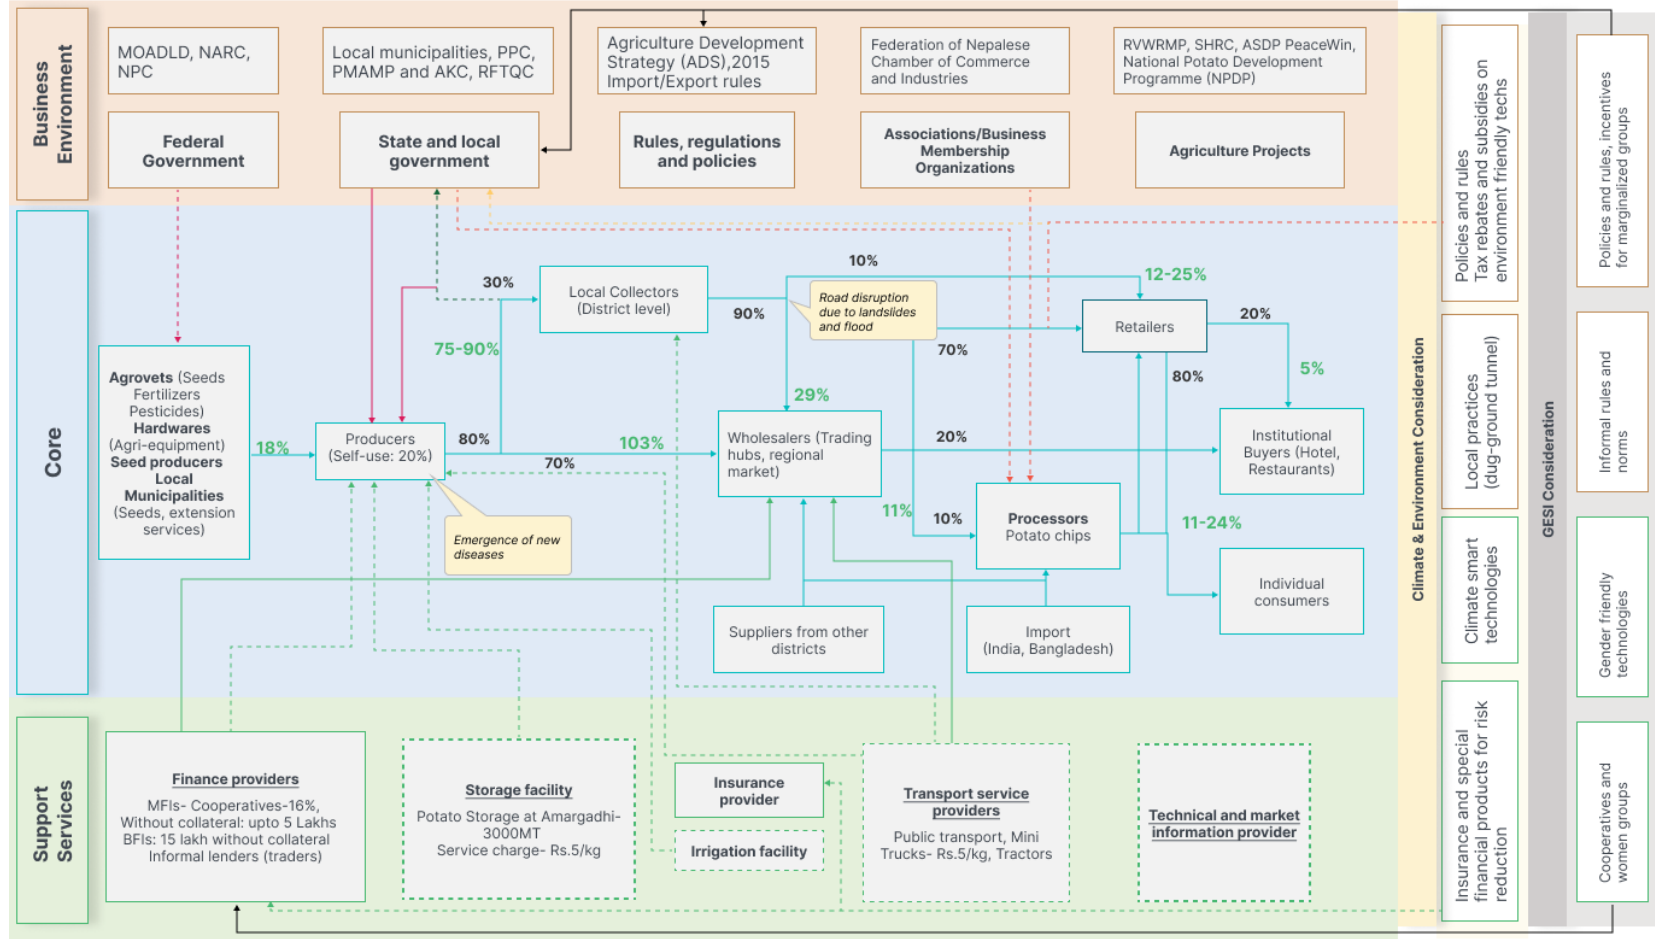 Business
Environment
MOADLD, NARC,
NPC
Local municipalities, PPC,
PMAMP and AKC, RFTQC
Agriculture Development
Strategy (ADS),2015
Import/Export rules
Federation of Nepalese
Chamber of Commerce
and Industries
RVWRMP, SHRC, ASDP PeaceWin,
National Potato Development
Programme (NPDP)
Federal
Government
State and local
government
Rules, regulations
and policies
Associations/Business
Membership
Organizations
Agriculture Projects
Core
Agrovets (Seeds
Fertilizers
Pesticides)
Hardwares
(Agri-equipment)
Seed producers
Local
Municipalities
(Seeds, extension
services)
18%
Producers
(Self-use: 20%)
30%
75-90%
80%
70%
103%
Local Collectors
(District level)
90%
10%
Road disruption
due to landslides
and flood
70%
29%
12-25%
Retailers
20%
5%
80%
Wholesalers (Trading
hubs, regional
market)
20%
Institutional
Buyers (Hotel,
Restaurants)
11%
10%
Processors
Potato chips
11-24%
Emergence of new
diseases
Individual
consumers
Suppliers from other
districts
Import
(India, Bangladesh)
Support
Services
Finance providers
MFIs- Cooperatives-16%,
Without collateral: upto 5 Lakhs
BFIs: 15 lakh without collateral
Informal lenders (traders)
Storage facility
Potato Storage at Amargadhi-
3000MT
Service charge- Rs.5/kg
Insurance
provider
Irrigation facility
Transport service
providers
Public transport, Mini
Trucks- Rs.5/kg, Tractors
Technical and market
information provider
Climate & Environment Consideration
Policies and rules
Tax rebates and subsidies on
environment friendly techs
Local practices
(dug-ground tunnel)
Climate smart
technologies
Insurance and special
financial products for risk
reduction
GESI Consideration
Policies and rules, incentives
for marginalized groups
Informal rules and
norms
Gender friendly
technologies
Cooperatives and
women groups